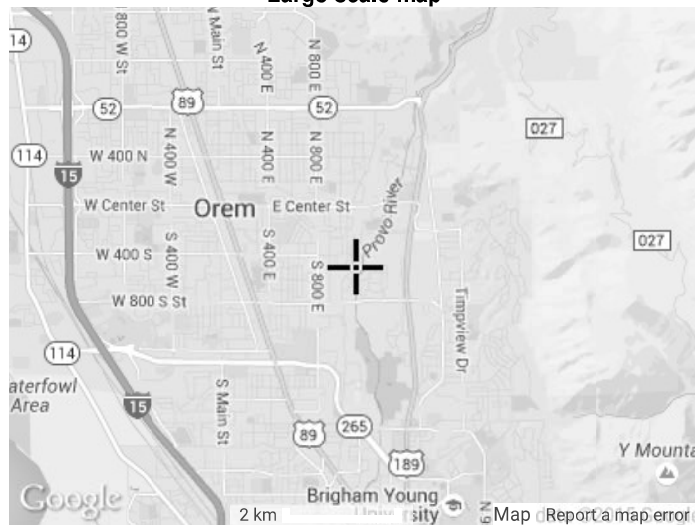 Large Scale Map
14
800 W St
N Main St
N 400 E
N 800 E
52
89
52
027
114
N 400 W
N 400 E
N 800 E
W 400 N
15
W Center St
Orem
E Center St
Provo River
027
W 400 S
S 400 W
S 400 E
S 800 E
W 800 S St
Timpview Dr
114
aterfowl
Area
S Main St
15
89
265
189
Y Mounta
Google
Brigham Young
sity
2 km
N 9
Map
Report a map error